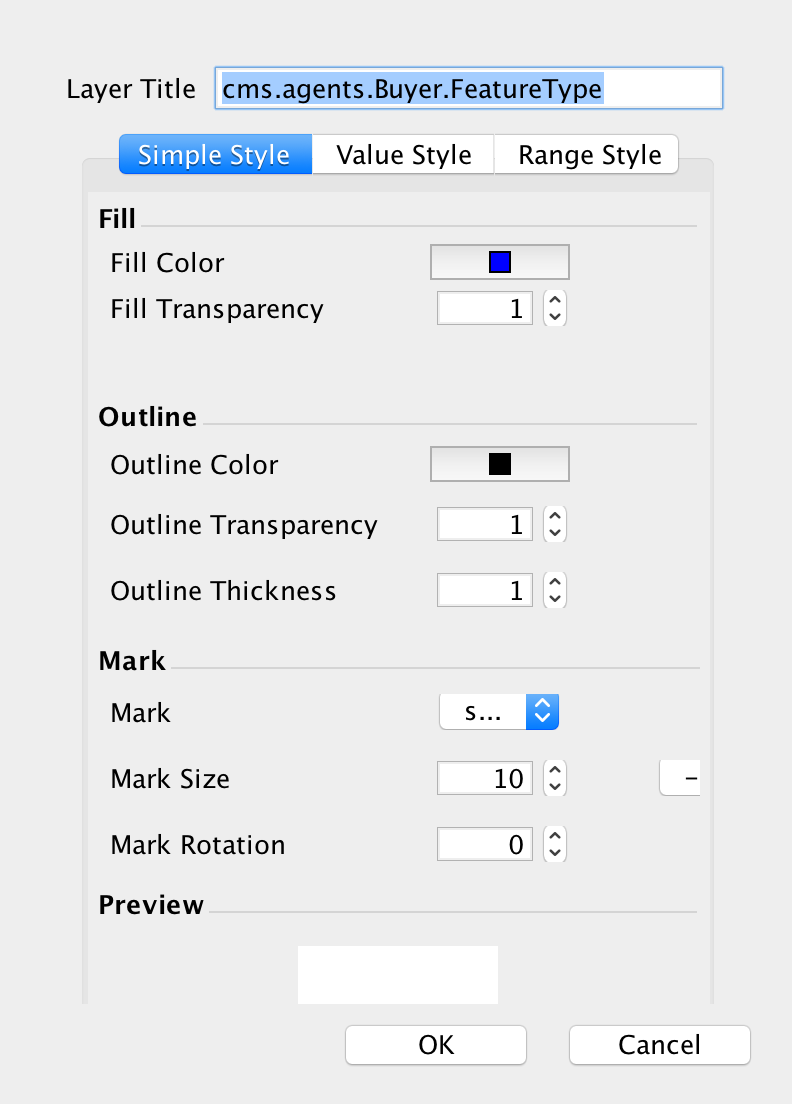 Layer Title cms.agents.Buyer.FeatureType
Simple Style Value Style Range Style
Fill
Fill Color
Fill Transparency 1
Outline
Outline Color
Outline Transparency 1
Outline Thickness 1
Mark
Mark s...
Mark Size 10 –
Mark Rotation 0
Preview
OK Cancel